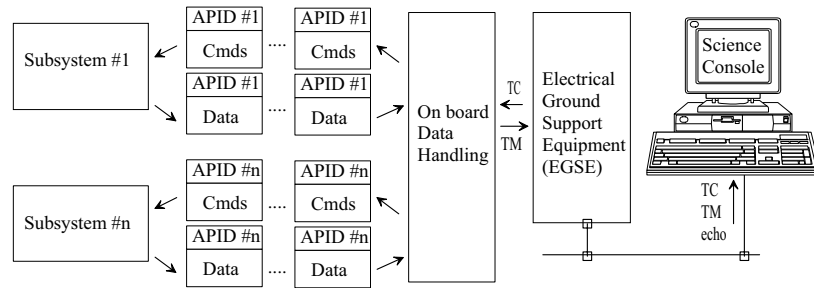 Subsystem #1
APID #1
Cmds
....
APID #1
Cmds
APID #1
Data
....
APID #1
Data
Subsystem #n
APID #n
Cmds
....
APID #n
Cmds
APID #n
Data
....
APID #n
Data
On board
Data
Handling
TC
TM
Electrical
Ground
Support
Equipment
(EGSE)
Science
Console
TC
TM
echo